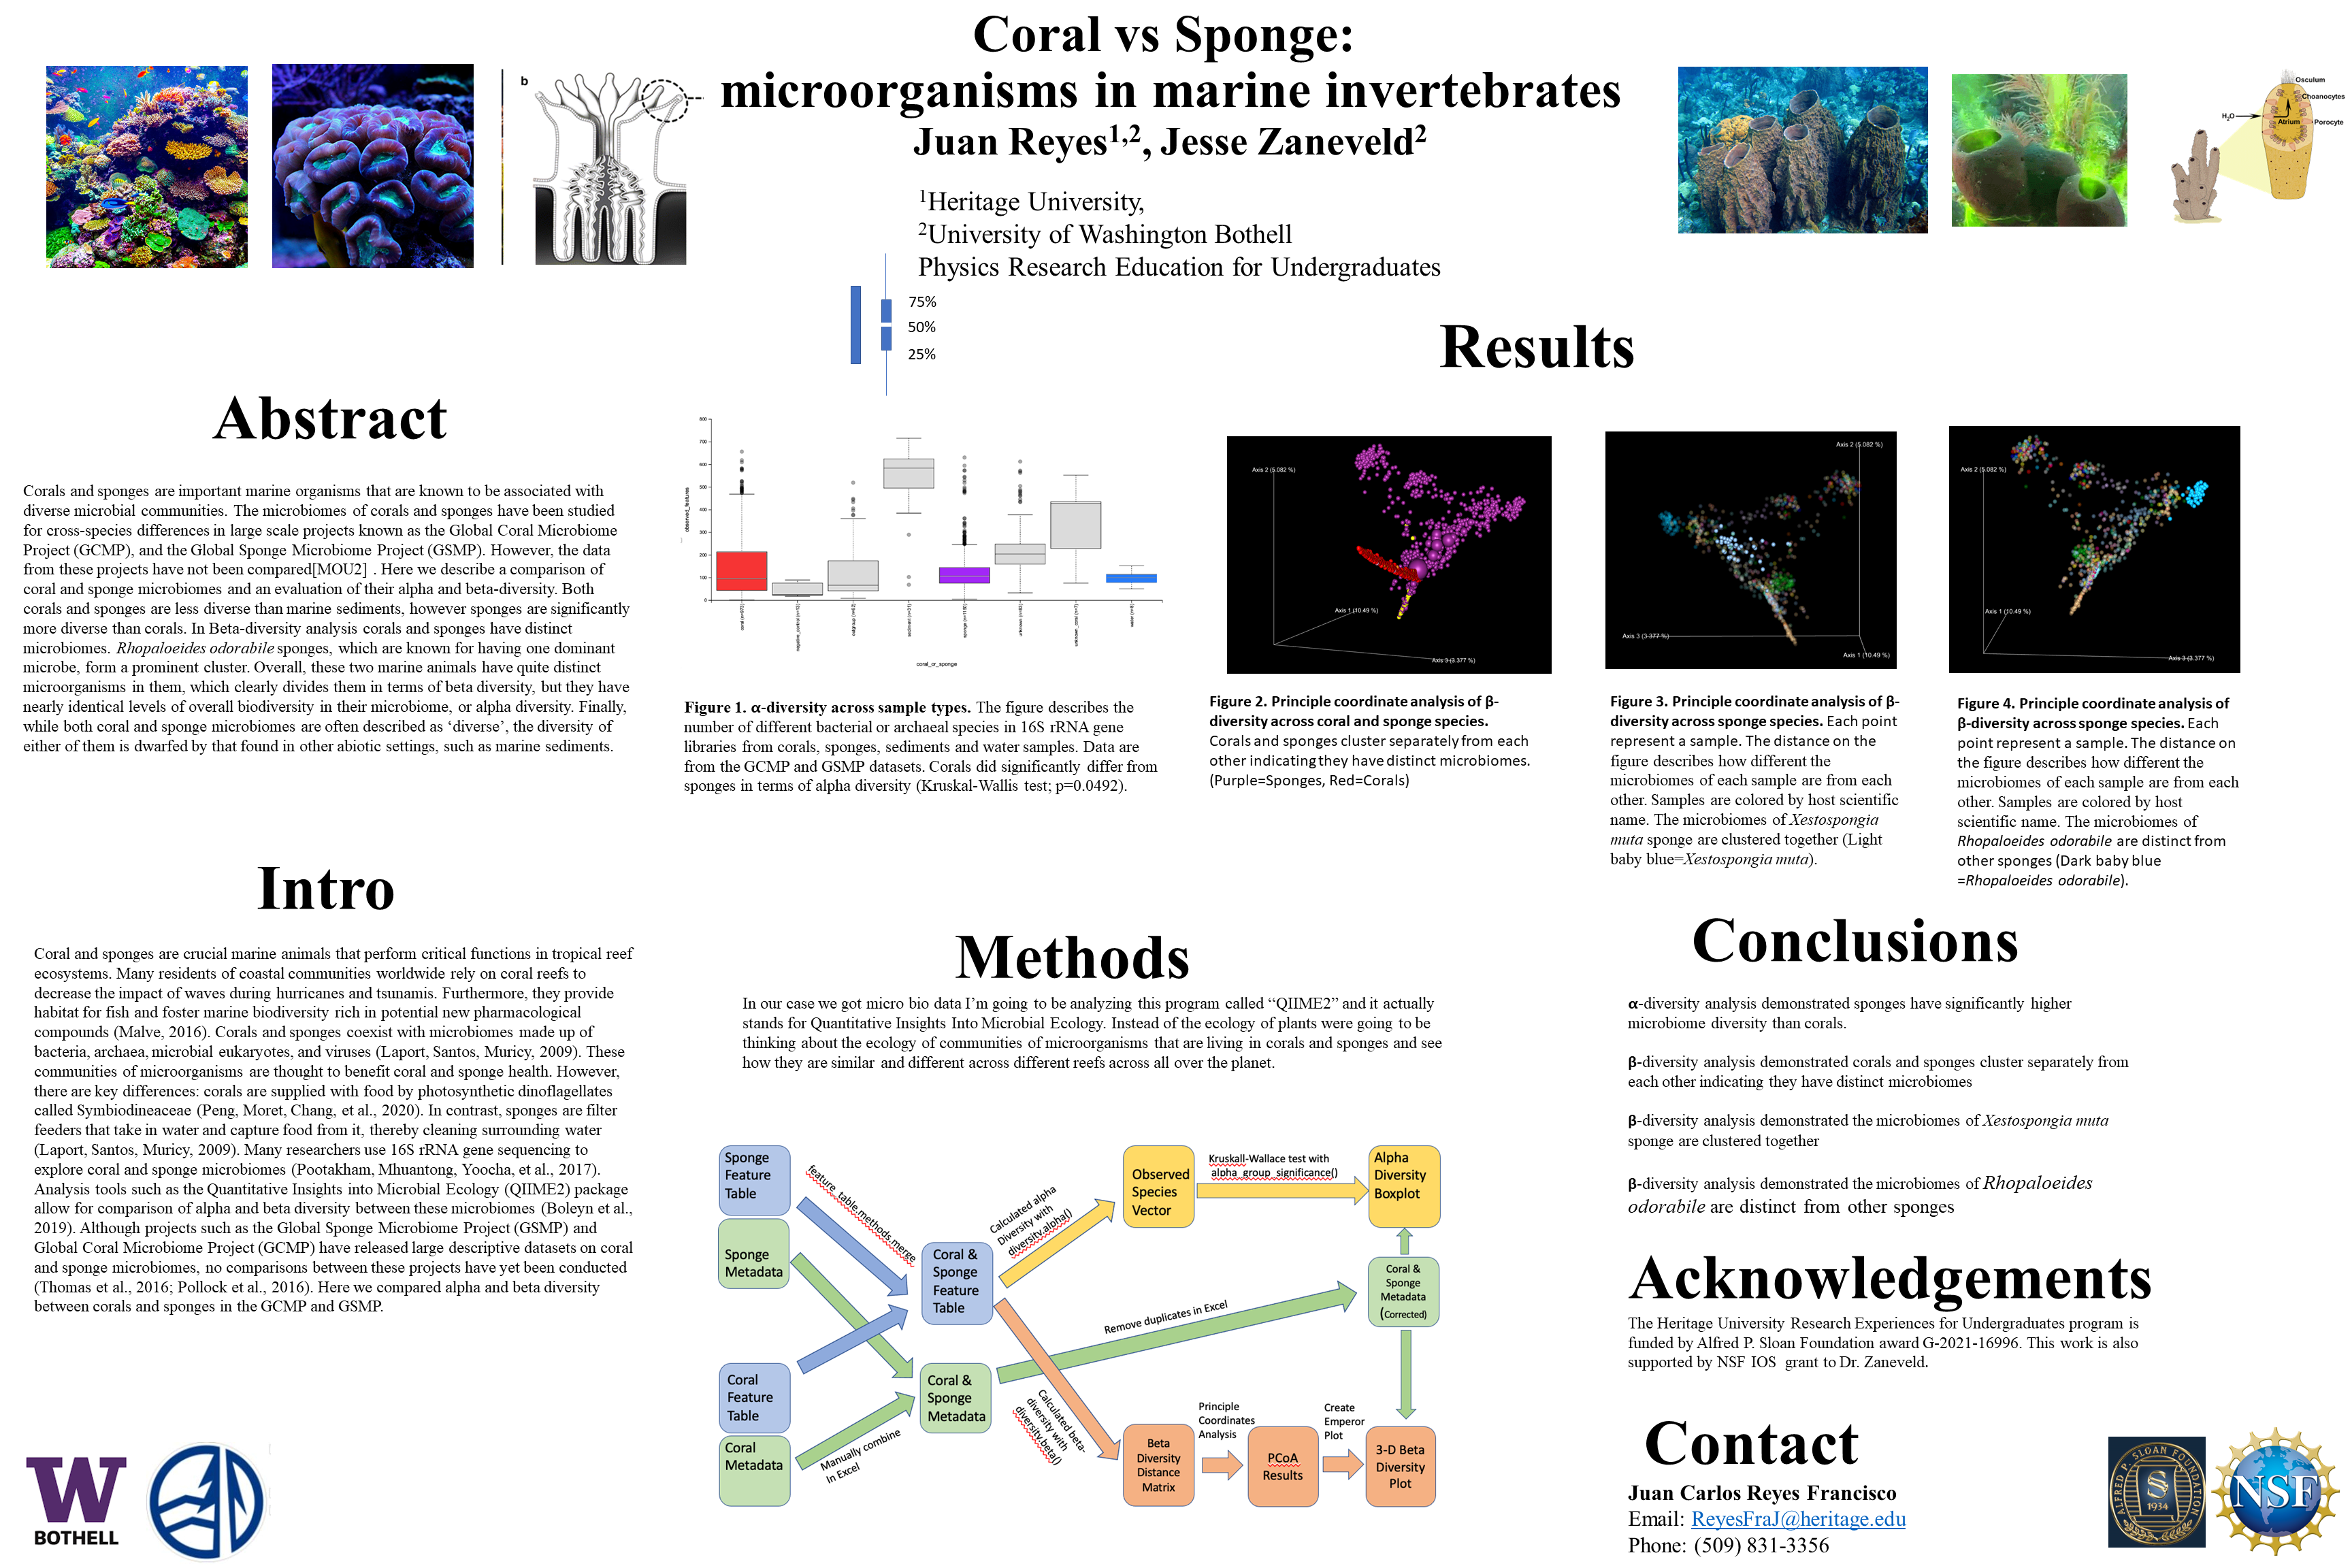 Coral vs Sponge:
microorganisms in marine invertebrates
Juan Reyes1,2, Jesse Zaneveld2
1Heritage University,
2University of Washington Bothell
Physics Research Education for Undergraduates
b
Osculum
Choanocytes
H2O
Atrium
Porocyte
75%
50%
25%
Abstract
Corals and sponges are important marine organisms that are known to be associated with
diverse microbial communities. The microbiomes of corals and sponges have been studied
for cross-species differences in large scale projects known as the Global Coral Microbiome
Project (GCMP), and the Global Sponge Microbiome Project (GSMP). However, the data
from these projects have not been compared[MOU2] . Here we describe a comparison of
coral and sponge microbiomes and an evaluation of their alpha and beta-diversity. Both
corals and sponges are less diverse than marine sediments, however sponges are significantly
more diverse than corals. In Beta-diversity analysis corals and sponges have distinct
microbiomes. Rhopaloeides odorabile sponges, which are known for having one dominant
microbe, form a prominent cluster. Overall, these two marine animals have quite distinct
microorganisms in them, which clearly divides them in terms of beta diversity, but they have
nearly identical levels of overall biodiversity in their microbiome, or alpha diversity. Finally,
while both coral and sponge microbiomes are often described as ‘diverse’, the diversity of
either of them is dwarfed by that found in other abiotic settings, such as marine sediments.
Intro
Coral and sponges are crucial marine animals that perform critical functions in tropical reef
ecosystems. Many residents of coastal communities worldwide rely on coral reefs to
decrease the impact of waves during hurricanes and tsunamis. Furthermore, they provide
habitat for fish and foster marine biodiversity rich in potential new pharmacological
compounds (Malve, 2016). Corals and sponges coexist with microbiomes made up of
bacteria, archaea, microbial eukaryotes, and viruses (Laport, Santos, Muricy, 2009). These
communities of microorganisms are thought to benefit coral and sponge health. However,
there are key differences: corals are supplied with food by photosynthetic dinoflagellates
called Symbiodineaceae (Peng, Moret, Chang, et al., 2020). In contrast, sponges are filter
feeders that take in water and capture food from it, thereby cleaning surrounding water
(Laport, Santos, Muricy, 2009). Many researchers use 16S rRNA gene sequencing to
explore coral and sponge microbiomes (Pootakham, Mhuantong, Yoocha, et al., 2017).
Analysis tools such as the Quantitative Insights into Microbial Ecology (QIIME2) package
allow for comparison of alpha and beta diversity between these microbiomes (Boleyn et al.,
2019). Although projects such as the Global Sponge Microbiome Project (GSMP) and
Global Coral Microbiome Project (GCMP) have released large descriptive datasets on coral
and sponge microbiomes, no comparisons between these projects have yet been conducted
(Thomas et al., 2016; Pollock et al., 2016). Here we compared alpha and beta diversity
between corals and sponges in the GCMP and GSMP.
W
BOTHELL
Results
800
700
600
500
400
300
200
100
0
observed_features
coral_or_sponge
Figure 1. α-diversity across sample types. The figure describes the
number of different bacterial or archaeal species in 16S rRNA gene
libraries from corals, sponges, sediments and water samples. Data are
from the GCMP and GSMP datasets. Corals did significantly differ from
sponges in terms of alpha diversity (Kruskal-Wallis test; p=0.0492).
Axis 2 (5.082 %)
Axis 1 (10.49 %)
Axis 3 (3.377 %)
Figure 2. Principle coordinate analysis of β-
diversity across coral and sponge species.
Corals and sponges cluster separately from each
other indicating they have distinct microbiomes.
(Purple=Sponges, Red=Corals)
Axis 2 (5.082 %)
Axis 3 (3.377 %)
Axis 1 (10.49 %)
Figure 3. Principle coordinate analysis of β-
diversity across sponge species. Each point
represent a sample. The distance on the
figure describes how different the
microbiomes of each sample are from each
other. Samples are colored by host scientific
name. The microbiomes of Xestospongia
muta sponge are clustered together (Light
baby blue=Xestospongia muta).
Axis 2 (5.082 %)
Axis 1 (10.49 %)
Axis 3 (3.377 %)
Figure 4. Principle coordinate analysis of
β-diversity across sponge species. Each
point represent a sample. The distance on
the figure describes how different the
microbiomes of each sample are from each
other. Samples are colored by host
scientific name. The microbiomes of
Rhopaloeides odorabile are distinct from
other sponges (Dark baby blue
=Rhopaloeides odorabile).
Methods
In our case we got micro bio data I’m going to be analyzing this program called “QIIME2” and it actually
stands for Quantitative Insights Into Microbial Ecology. Instead of the ecology of plants were going to be
thinking about the ecology of communities of microorganisms that are living in corals and sponges and see
how they are similar and different across different reefs across all over the planet.
Sponge
Feature
Table
Sponge
Metadata
Coral
Feature
Table
Coral
Metadata
feature_table.methods.merge
Manually combine
In Excel
Coral &
Sponge
Feature
Table
Coral &
Sponge
Metadata
Calculated alpha
Diversity with
diversity.alpha()
Calculated beta-
diversity with
diversity.beta()
Remove duplicates in Excel
Observed
Species
Vector
Kruskall-Wallace test with
alpha_group_significance()
Alpha
Diversity
Boxplot
Coral &
Sponge
Metadata
(Corrected)
Beta
Diversity
Distance
Matrix
Principle
Coordinates
Analysis
PCoA
Results
Create
Emperor
Plot
3-D Beta
Diversity
Plot
Conclusions
α-diversity analysis demonstrated sponges have significantly higher
microbiome diversity than corals.
β-diversity analysis demonstrated corals and sponges cluster separately from
each other indicating they have distinct microbiomes
β-diversity analysis demonstrated the microbiomes of Xestospongia muta
sponge are clustered together
β-diversity analysis demonstrated the microbiomes of Rhopaloeides
odorabile are distinct from other sponges
Acknowledgements
The Heritage University Research Experiences for Undergraduates program is
funded by Alfred P. Sloan Foundation award G-2021-16996. This work is also
supported by NSF IOS grant to Dr. Zaneveld.
Contact
Juan Carlos Reyes Francisco
Email: ReyesFraJ@heritage.edu
Phone: (509) 831-3356
ALFRED P. SLOAN FOUNDATION
S
1934
NSF